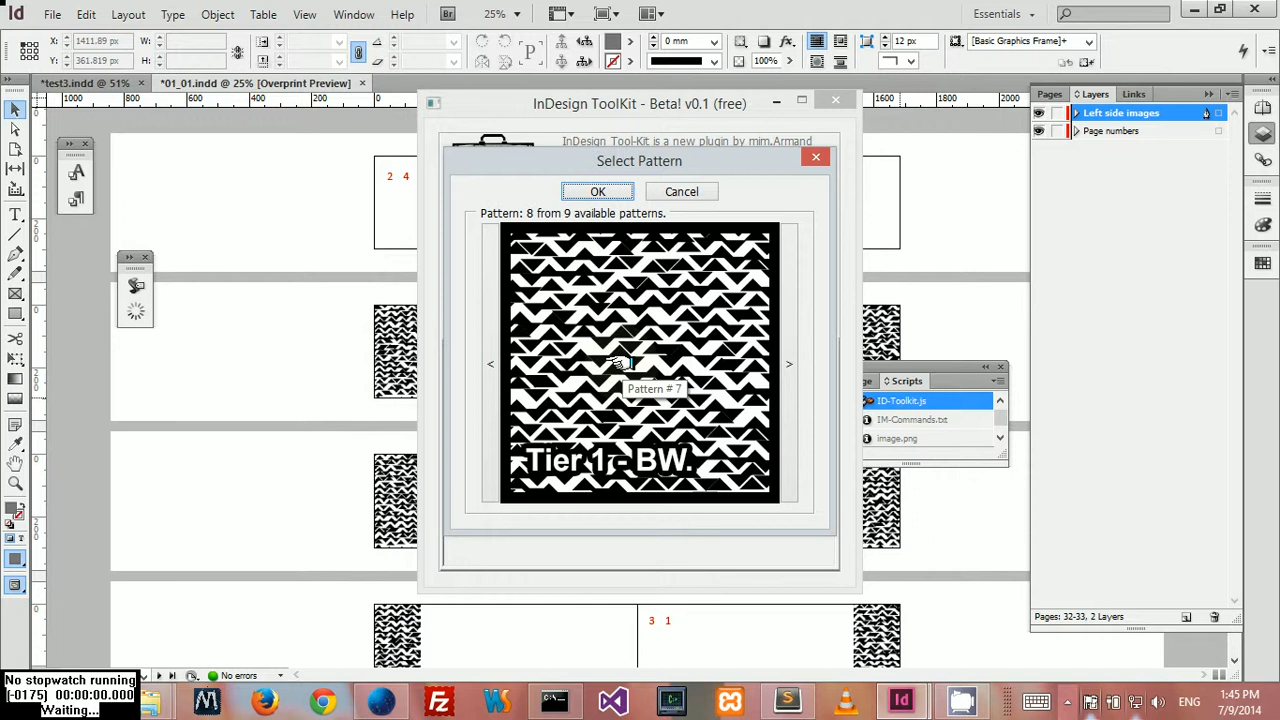 Id File Edit Layout Type Object Table View Window Help Br 25% Essentials
X: 1411.89 px W: 0 mm 12 px [Basic Graphics Frame]+
Y: 361.819 px H: 100%
*test3.indd @ 51% *01_01.indd @ 25% [Overprint Preview]
1000 800 600 400 200 0 1600 1800 2000
InDesign ToolKit - Beta! v0.1 (free)
InDesign Tool-Kit is a new plugin by mim.Armand
Select Pattern
OK Cancel
Pattern: 8 from 9 available patterns.
< >
Pattern # 7
Tier 1 - BW.
2 4
3 1
Pages Layers Links
Left side images
Page numbers
Scripts
ID-Toolkit.js
IM-Commands.txt
image.png
Pages: 32-33, 2 Layers
No errors
No stopwatch running
[-0175] 00:00:00.000
Waiting...
ENG
1:45 PM
7/9/2014